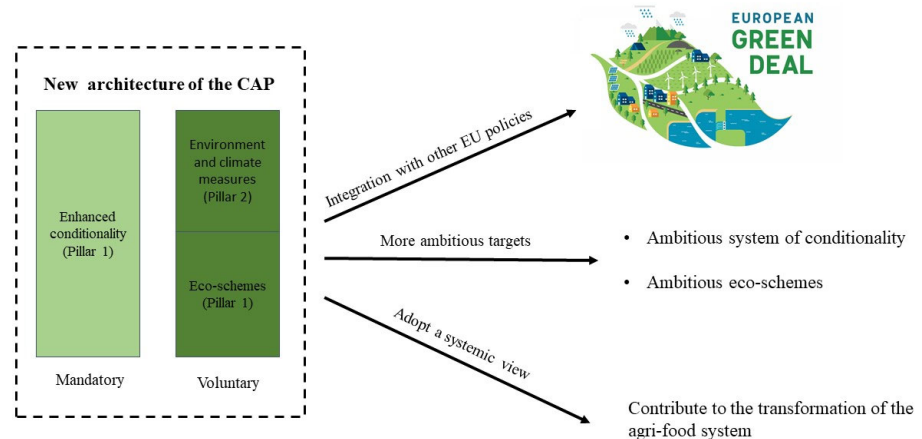 New architecture of the CAP
Enhanced
conditionality
(Pillar 1)
Mandatory
Environment
and climate
measures
(Pillar 2)
Eco-schemes
(Pillar 1)
Voluntary
Integration with other EU policies
EUROPEAN
GREEN
DEAL
More ambitious targets
• Ambitious system of conditionality
• Ambitious eco-schemes
Adopt a systemic view
Contribute to the transformation of the
agri-food system